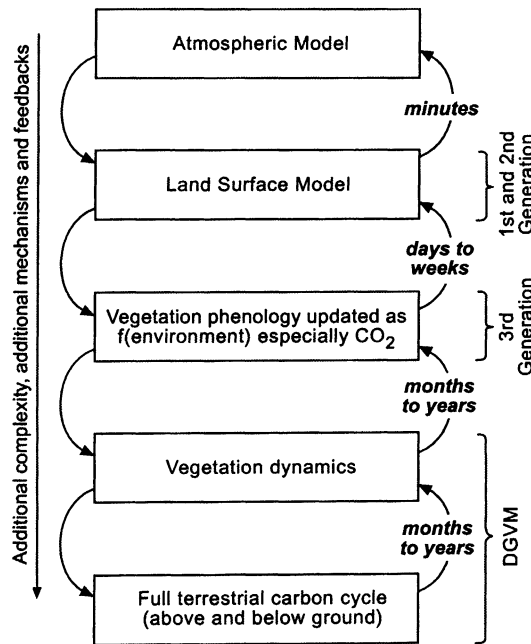 Atmospheric Model
minutes
Land Surface Model
1st and 2nd
Generation
days to
weeks
Vegetation phenology updated as
f(environment) especially CO₂
3rd
Generation
months
to years
Vegetation dynamics
months
to years
DGVM
Full terrestrial carbon cycle
(above and below ground)
Additional complexity, additional mechanisms and feedbacks